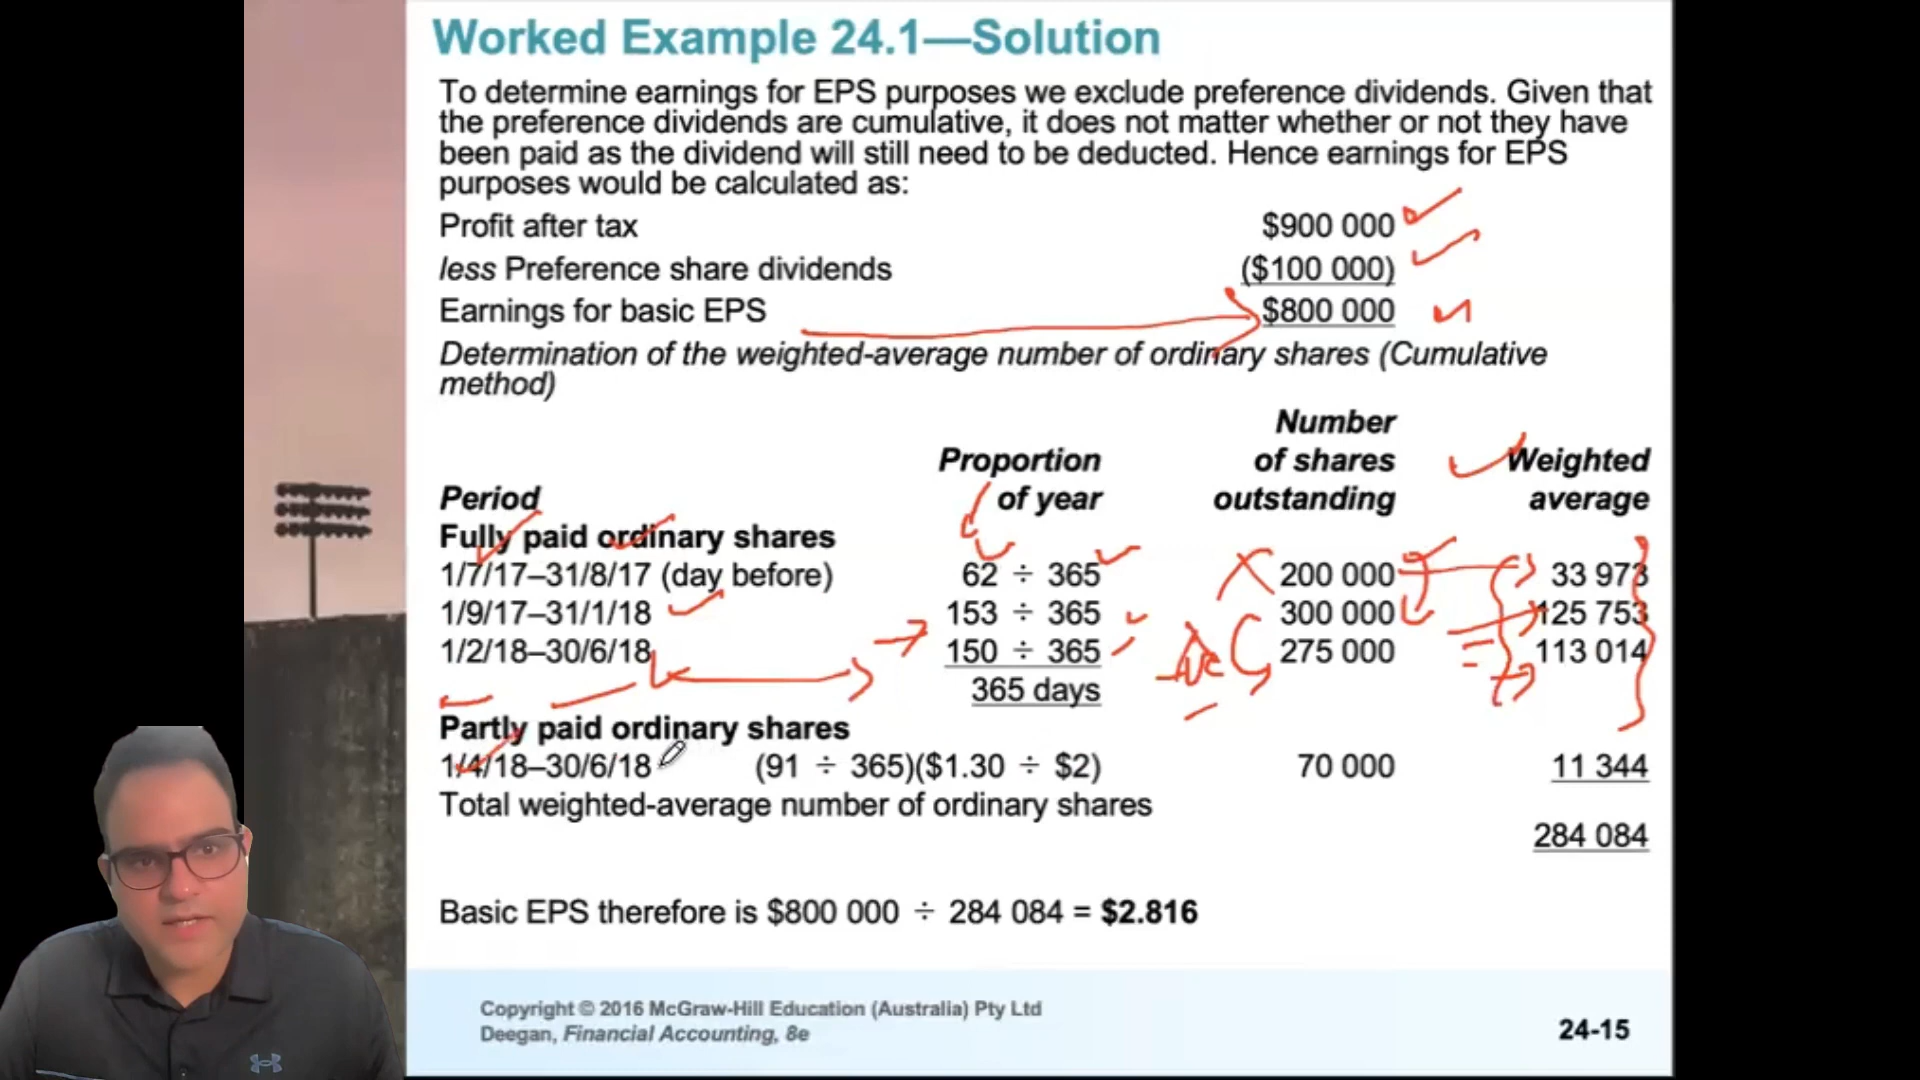 Worked Example 24.1—Solution
To determine earnings for EPS purposes we exclude preference dividends. Given that
the preference dividends are cumulative, it does not matter whether or not they have
been paid as the dividend will still need to be deducted. Hence earnings for EPS
purposes would be calculated as:
Profit after tax $900 000
less Preference share dividends ($100 000)
Earnings for basic EPS $800 000
Determination of the weighted-average number of ordinary shares (Cumulative
method)
Number
Proportion of shares Weighted
Period of year outstanding average
Fully paid ordinary shares
1/7/17–31/8/17 (day before) 62 ÷ 365 200 000 33 973
1/9/17–31/1/18 153 ÷ 365 300 000 125 753
1/2/18–30/6/18 150 ÷ 365 275 000 113 014
365 days
Partly paid ordinary shares
1/4/18–30/6/18 (91 ÷ 365)($1.30 ÷ $2) 70 000 11 344
Total weighted-average number of ordinary shares
284 084
Basic EPS therefore is $800 000 ÷ 284 084 = $2.816
Copyright © 2016 McGraw-Hill Education (Australia) Pty Ltd
Deegan, Financial Accounting, 8e
24-15